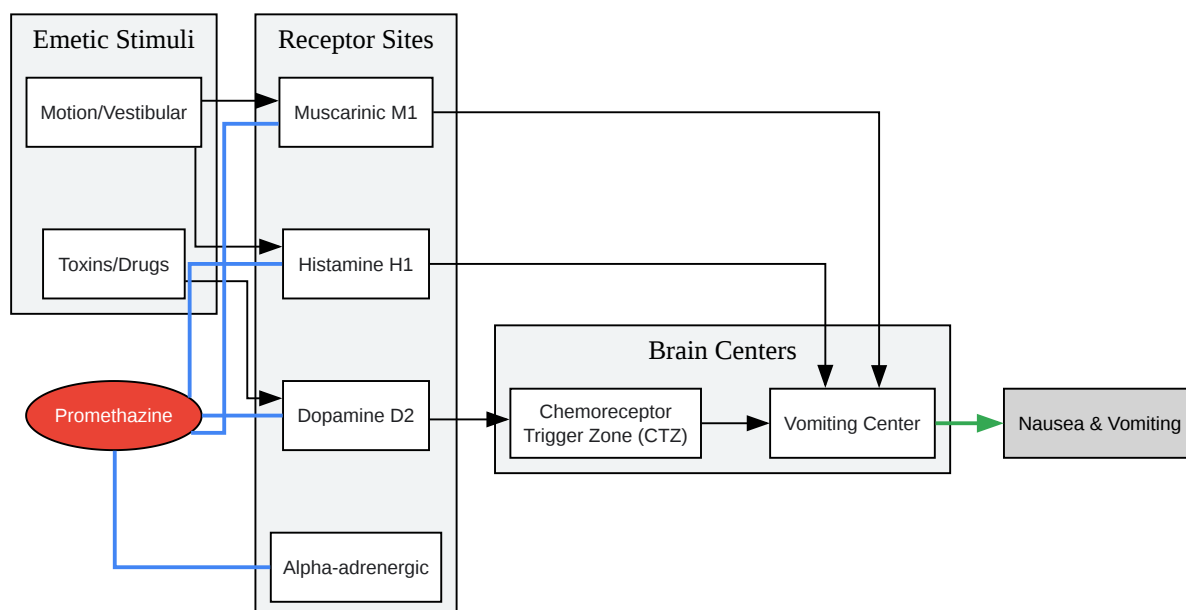 Emetic Stimuli
Receptor Sites
Motion/Vestibular
Muscarinic M1
Toxins/Drugs
Histamine H1
Brain Centers
Promethazine
Dopamine D2
Chemoreceptor
Trigger Zone (CTZ)
Vomiting Center
Nausea & Vomiting
Alpha-adrenergic